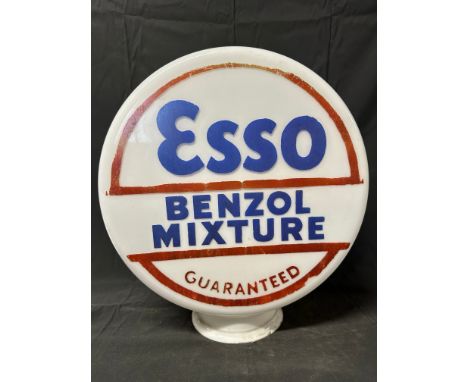 Esso
BENZOL
MIXTURE
GUARANTEED